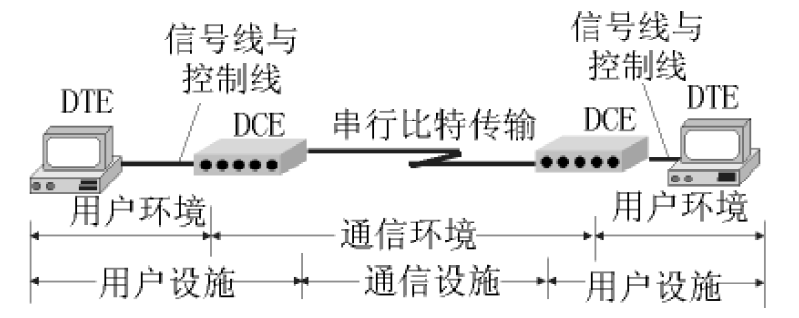 信号线与
控制线
DTE
DCE
串行比特传输
信号线与
控制线
DCE
DTE
用户环境
通信环境
用户环境
用户设施
通信设施
用户设施